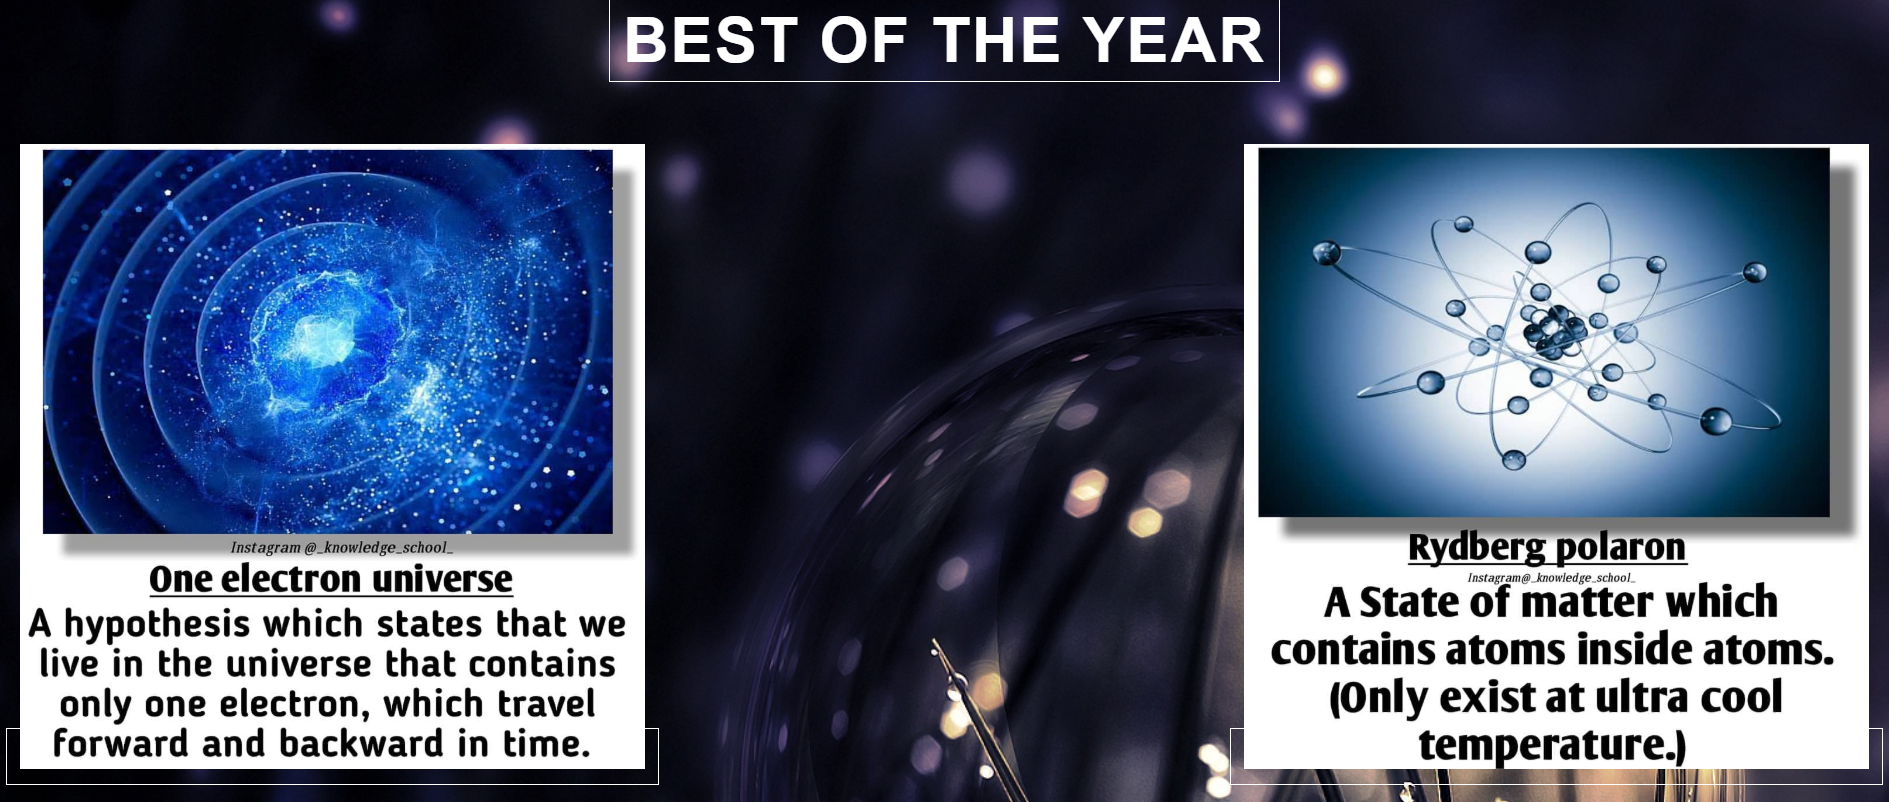 BEST OF THE YEAR
Instagram @_knowledge_school_
One electron universe
A hypothesis which states that we
live in the universe that contains
only one electron, which travel
forward and backward in time.
Rydberg polaron
Instagram@_knowledge_school_
A State of matter which
contains atoms inside atoms.
(Only exist at ultra cool
temperature.)